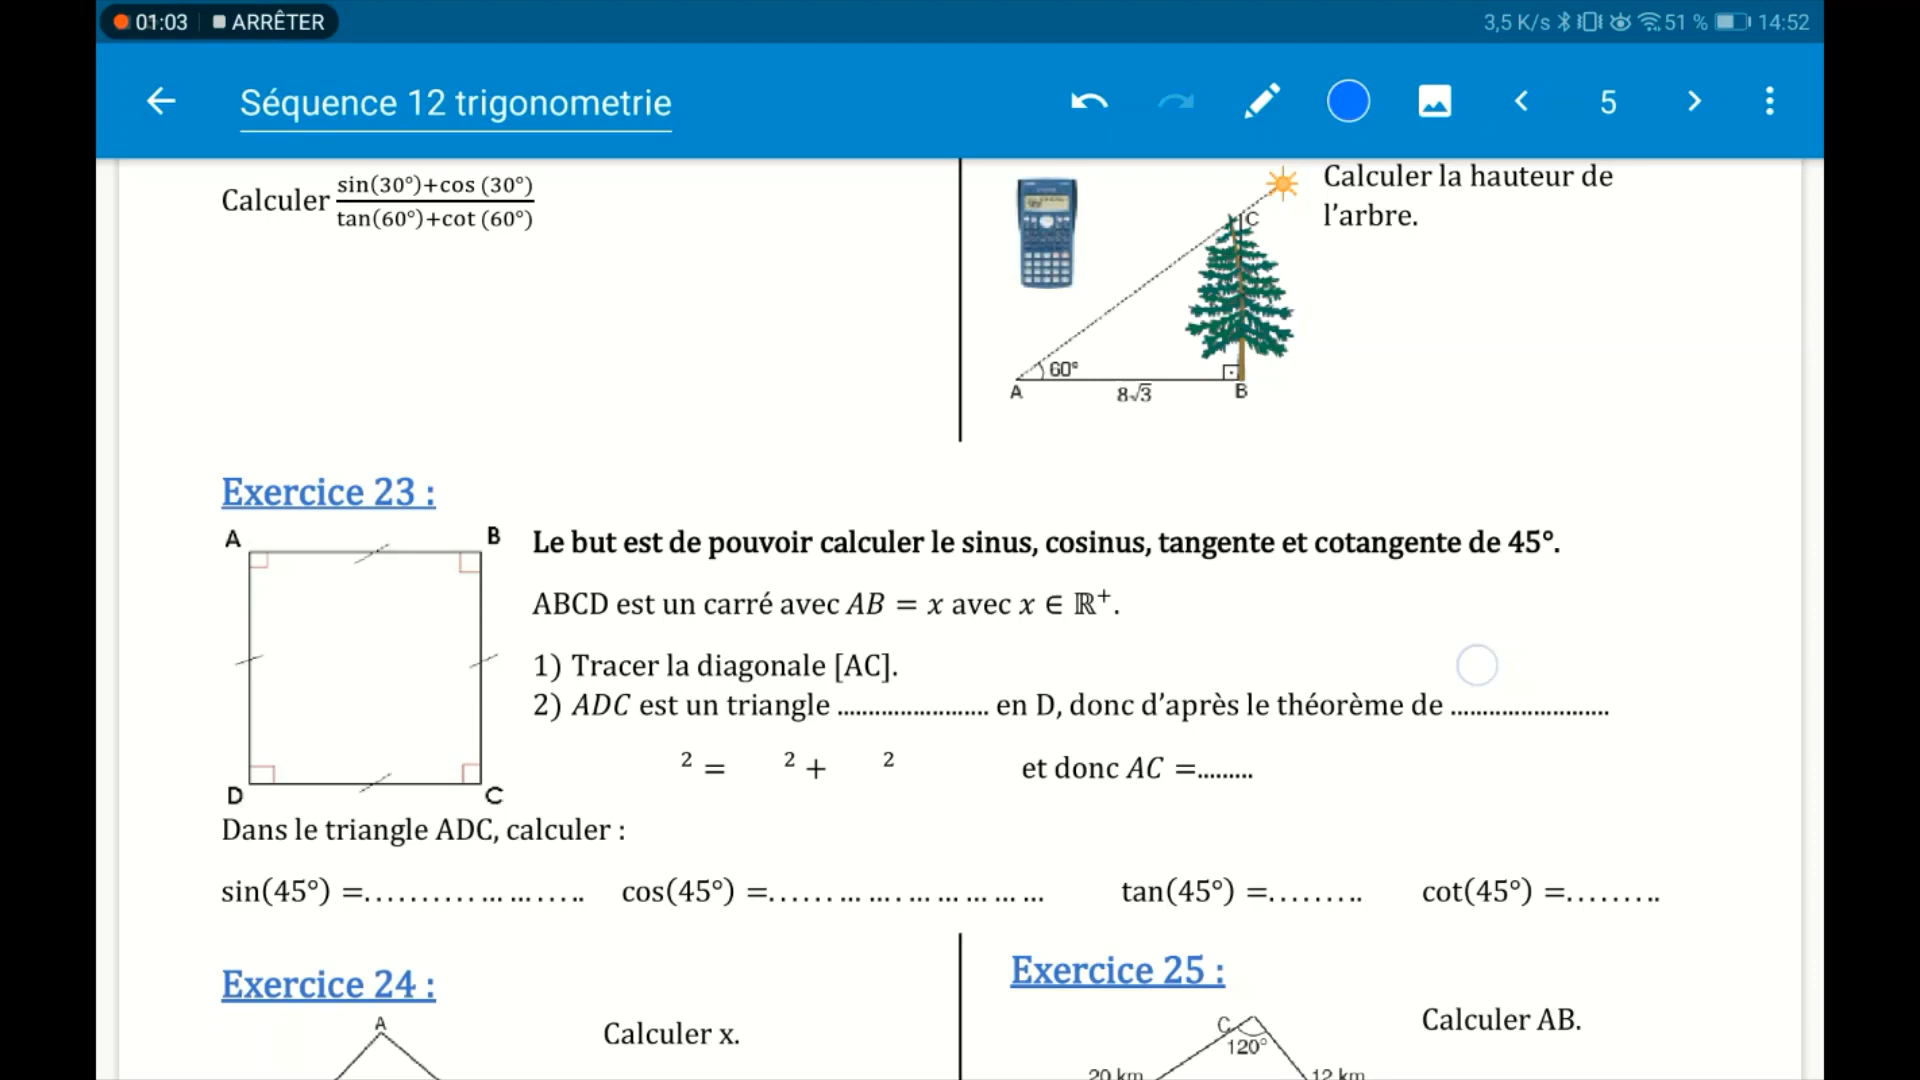 01:03 ARRÊTER
3,5 K/s 51 % 14:52
Séquence 12 trigonometrie
5
Calculer sin(30°)+cos (30°)
tan(60°)+cot (60°)
Calculer la hauteur de
l’arbre.
C
60°
A
8√3
B
Exercice 23 :
A
B
D
C
Le but est de pouvoir calculer le sinus, cosinus, tangente et cotangente de 45°.
ABCD est un carré avec AB = x avec x ∈ ℝ⁺.
1) Tracer la diagonale [AC].
2) ADC est un triangle ........................ en D, donc d’après le théorème de .........................
² = ² + ² et donc AC =.........
Dans le triangle ADC, calculer :
sin(45°) =.......... ... ........ cos(45°) =...... ... ... . ... ... ... ... tan(45°) =......... cot(45°) =.........
Exercice 24 :
A
Calculer x.
Exercice 25 :
C
120°
20 km
12 km
Calculer AB.